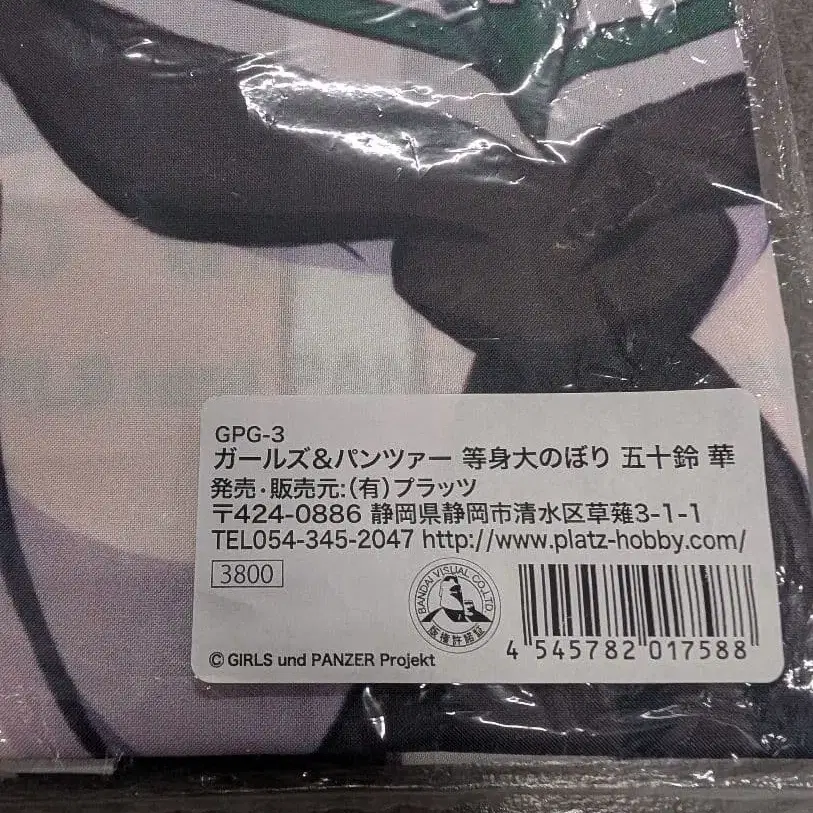 GPG-3
ガールズ&パンツァー 等身大のぼり 五十鈴 華
発売・販売元:(有)プラッツ
〒424-0886 静岡県静岡市清水区草薙3-1-1
TEL054-345-2047 http://www.platz-hobby.com/
3800
BANDAI VISUAL CO.,LTD.
版権許諾証
4 545782 017588
© GIRLS und PANZER Projekt